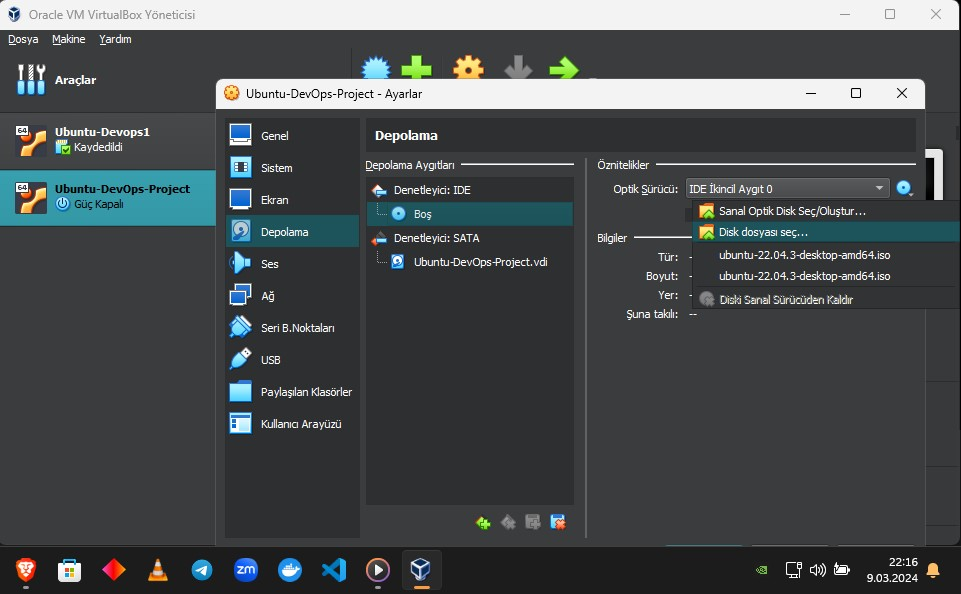 Oracle VM VirtualBox Yöneticisi
Dosya Makine Yardım
Araçlar
64
Ubuntu-Devops1
Kaydedildi
64
Ubuntu-DevOps-Project
Güç Kapalı
Ubuntu-DevOps-Project - Ayarlar
Genel
Sistem
Ekran
Depolama
Ses
Ağ
Seri B.Noktaları
USB
Paylaşılan Klasörler
Kullanıcı Arayüzü
Depolama
Depolama Aygıtları
Denetleyici: IDE
Boş
Denetleyici: SATA
Ubuntu-DevOps-Project.vdi
Öznitelikler
Optik Sürücü: IDE İkincil Aygıt 0
Sanal Optik Disk Seç/Oluştur...
Disk dosyası seç...
ubuntu-22.04.3-desktop-amd64.iso
ubuntu-22.04.3-desktop-amd64.iso
Diski Sanal Sürücüden Kaldır
Bilgiler
Tür: -
Boyut: -
Yer: -
Şuna takılı: --
zm
22:16
9.03.2024